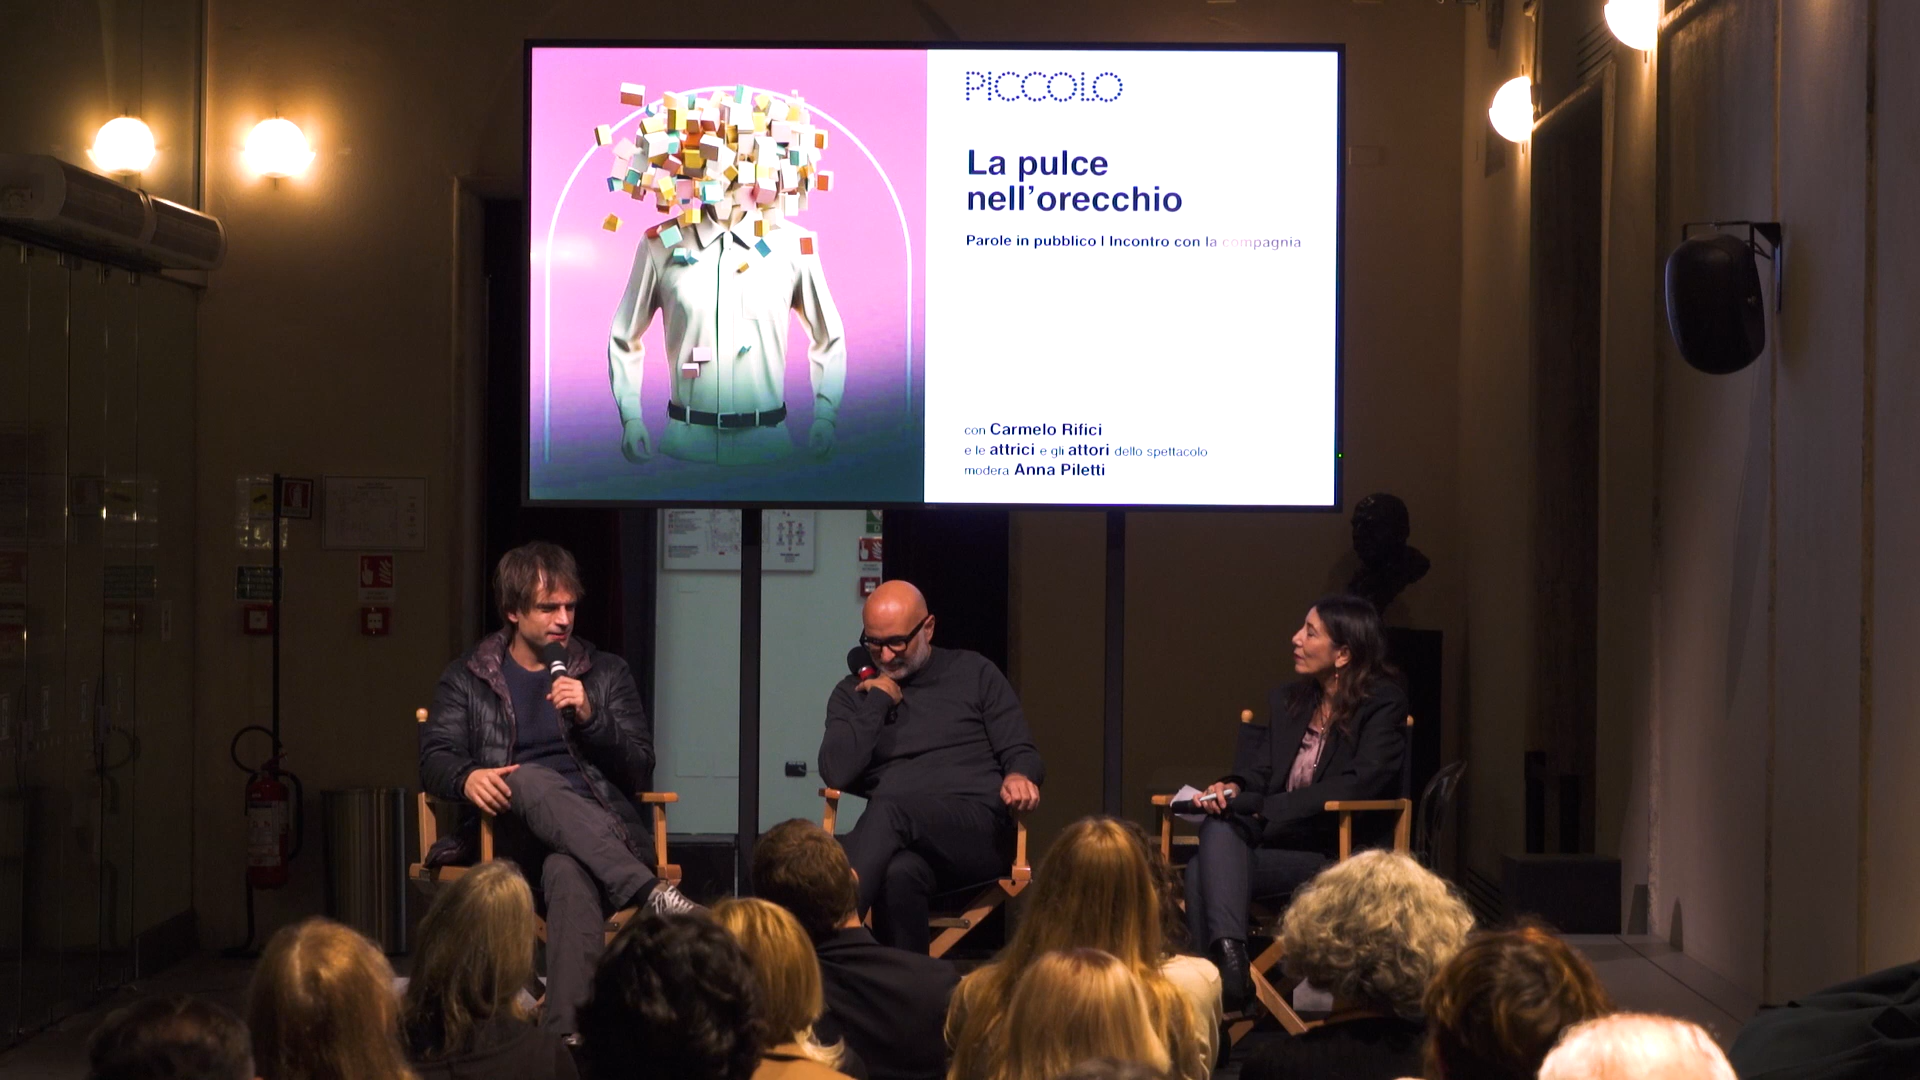 PICCOLO
La pulce
nell'orecchio
Parole in pubblico | Incontro con la compagnia
con Carmelo Rifici
e le attrici e gli attori dello spettacolo
modera Anna Piletti